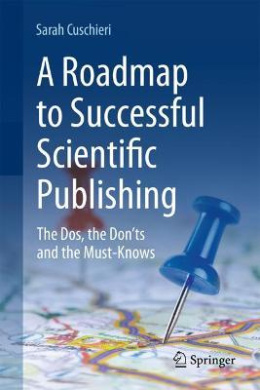 Sarah Cuschieri
A Roadmap
to Successful
Scientific
Publishing
The Dos, the Don'ts
and the Must-Knows
Springer